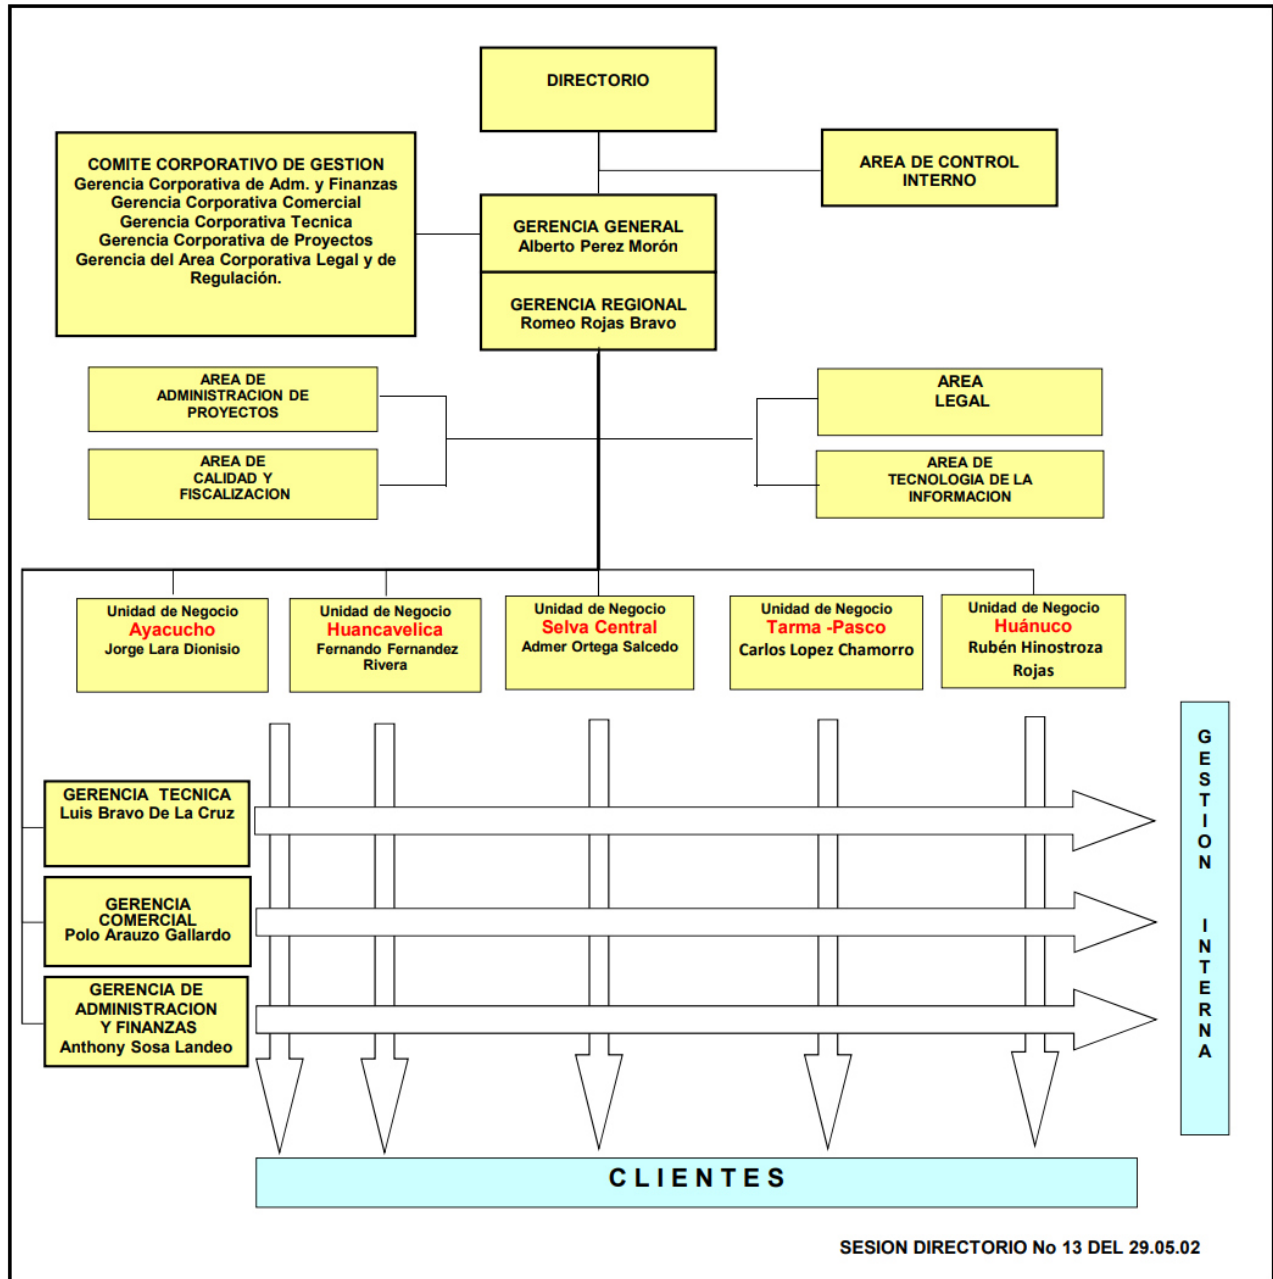 DIRECTORIO
COMITE CORPORATIVO DE GESTION
Gerencia Corporativa de Adm. y Finanzas
Gerencia Corporativa Comercial
Gerencia Corporativa Tecnica
Gerencia Corporativa de Proyectos
Gerencia del Area Corporativa Legal y de
Regulación.
AREA DE CONTROL
INTERNO
GERENCIA GENERAL
Alberto Perez Morón
GERENCIA REGIONAL
Romeo Rojas Bravo
AREA DE
ADMINISTRACION DE
PROYECTOS
AREA
LEGAL
AREA DE
CALIDAD Y
FISCALIZACION
AREA DE
TECNOLOGIA DE LA
INFORMACION
Unidad de Negocio
Ayacucho
Jorge Lara Dionisio
Unidad de Negocio
Huancavelica
Fernando Fernandez
Rivera
Unidad de Negocio
Selva Central
Admer Ortega Salcedo
Unidad de Negocio
Tarma -Pasco
Carlos Lopez Chamorro
Unidad de Negocio
Huánuco
Rubén Hinostroza
Rojas
GERENCIA TECNICA
Luis Bravo De La Cruz
GERENCIA
COMERCIAL
Polo Arauzo Gallardo
GERENCIA DE
ADMINISTRACION
Y FINANZAS
Anthony Sosa Landeo
GESTION INTERNA
CLIENTES
SESION DIRECTORIO No 13 DEL 29.05.02